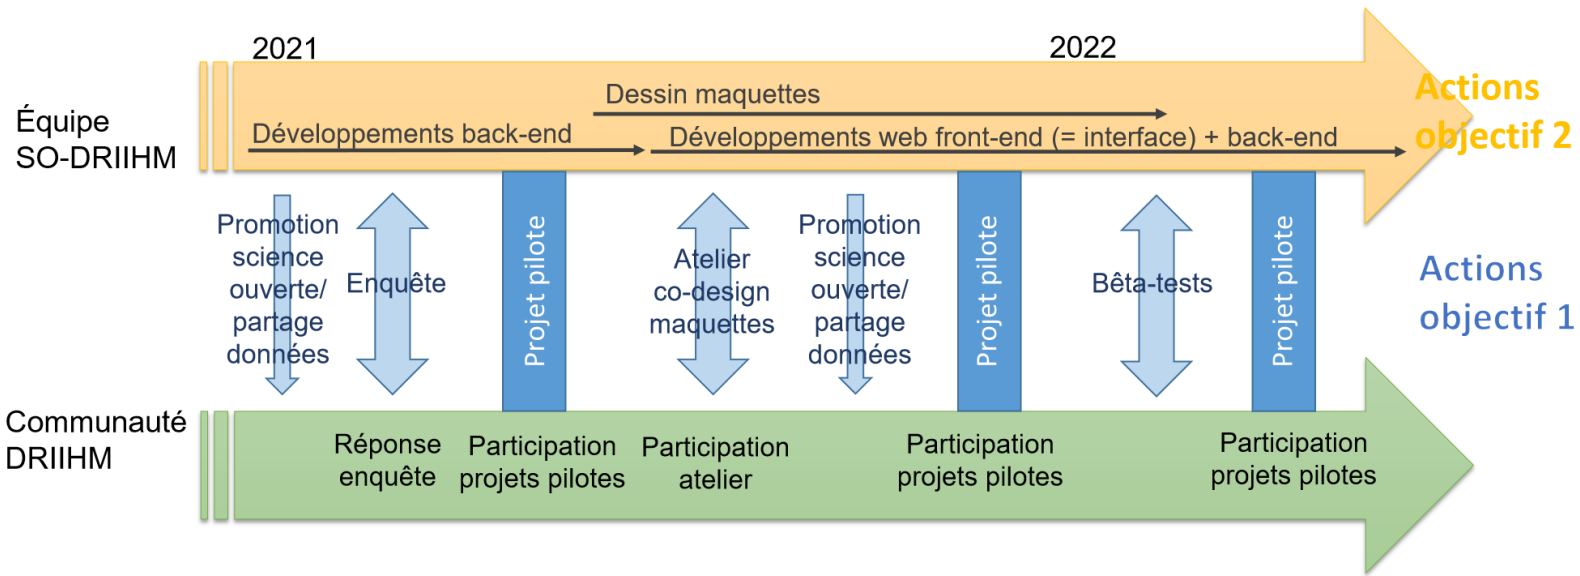 2021
2022
Équipe
SO-DRIIHM
Dessin maquettes
Développements back-end
Développements web front-end (= interface) + back-end
Actions
objectif 2
Promotion
science
ouverte/
partage
données
Enquête
Projet pilote
Atelier
co-design
maquettes
Promotion
science
ouverte/
partage
données
Projet pilote
Bêta-tests
Projet pilote
Actions
objectif 1
Communauté
DRIIHM
Réponse
enquête
Participation
projets pilotes
Participation
atelier
Participation
projets pilotes
Participation
projets pilotes